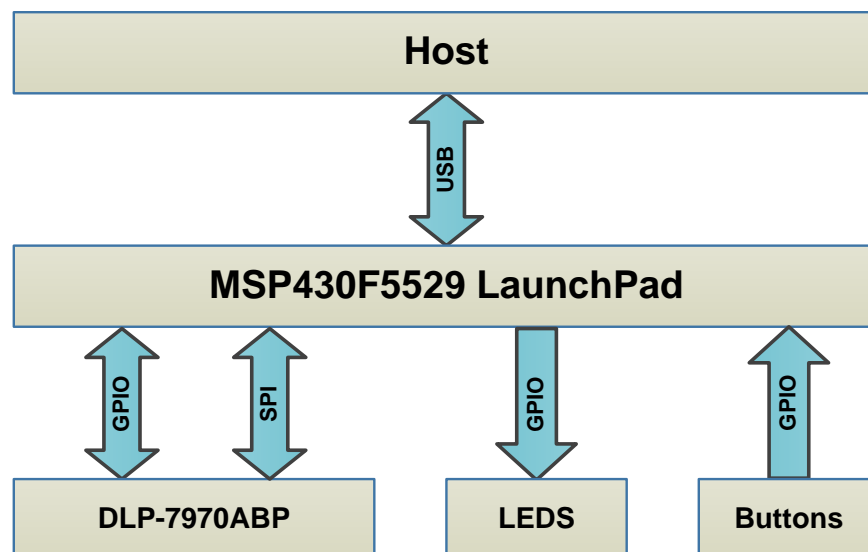 Host
USB
MSP430F5529 LaunchPad
GPIO
SPI
GPIO
GPIO
DLP-7970ABP
LEDS
Buttons